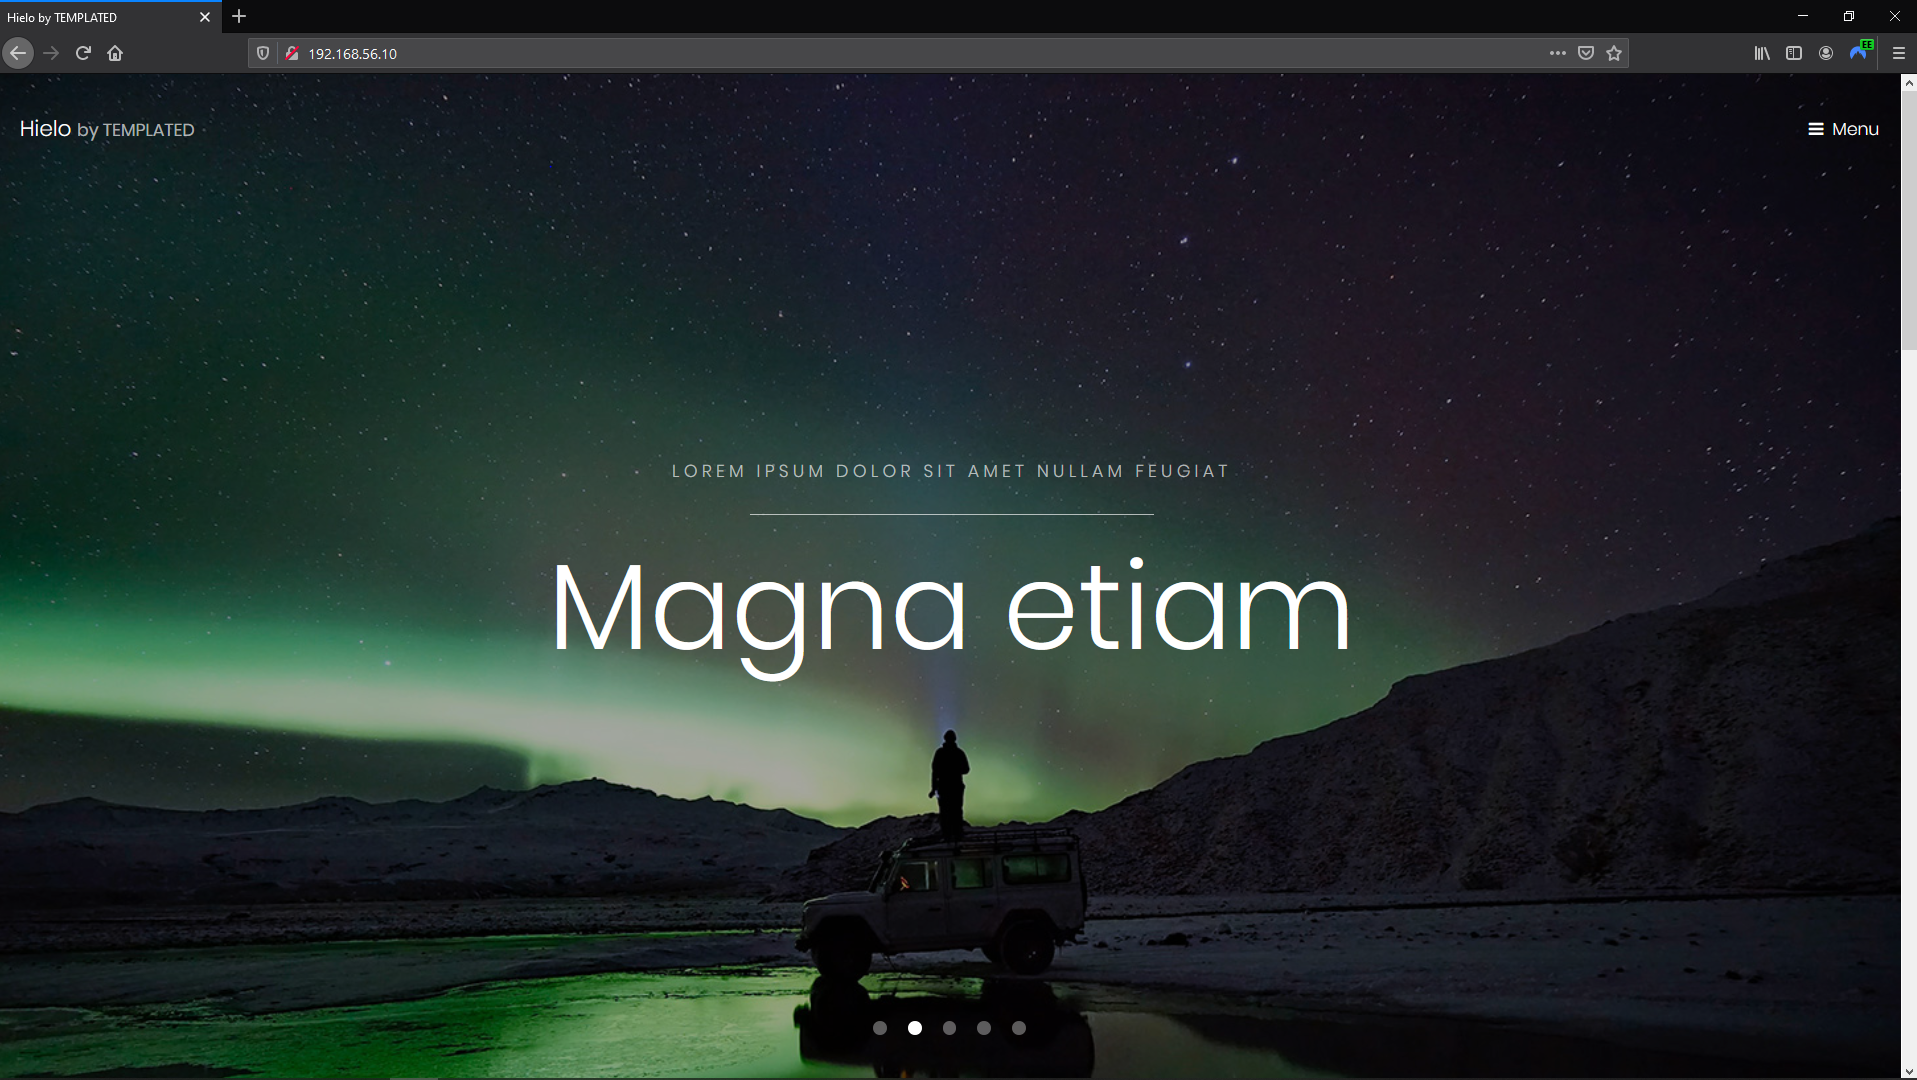 Hielo by TEMPLATED
192.168.56.10
EE
Hielo by TEMPLATED
Menu
LOREM IPSUM DOLOR SIT AMET NULLAM FEUGIAT
Magna etiam